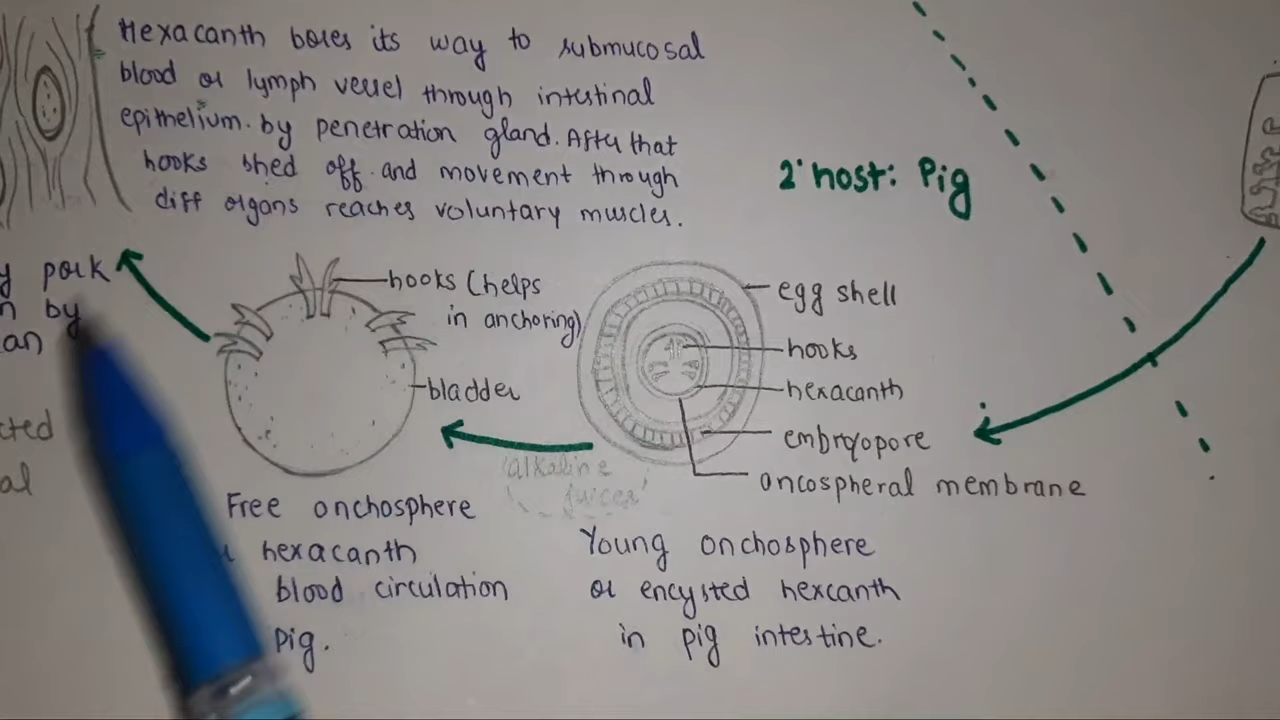 Hexacanth bores its way to submucosal
blood or lymph vessel through intestinal
epithelium. by penetration gland. After that
hooks shed off and movement through
diff organs reaches voluntary muscles.
2° host: Pig
y pork
n by
an
cted
al
hooks (helps
in anchoring)
bladder
egg shell
hooks
hexacanth
embryopore
oncospheral membrane
alkaline
juices
Free onchosphere
hexacanth
blood circulation
pig.
Young onchosphere
or encysted hexcanth
in pig intestine.